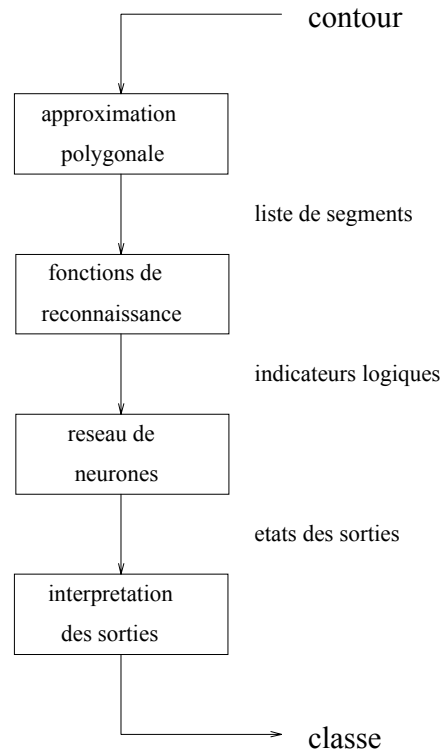 contour
approximation
polygonale
liste de segments
fonctions de
reconnaissance
indicateurs logiques
reseau de
neurones
etats des sorties
interpretation
des sorties
classe